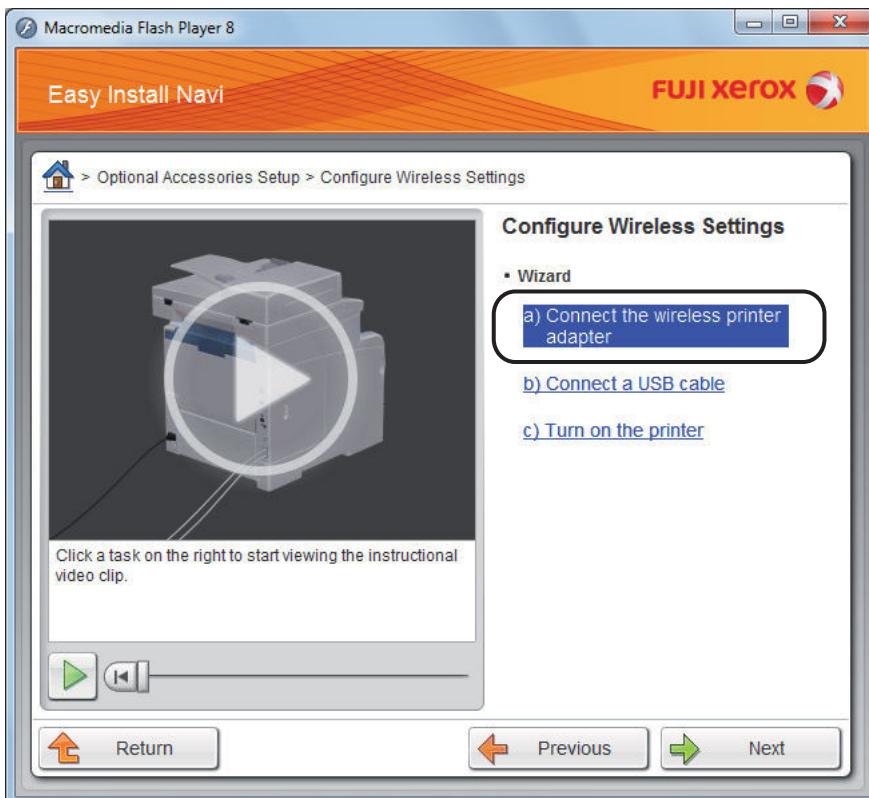 Macromedia Flash Player 8
Easy Install Navi
FUJI xerox
> Optional Accessories Setup > Configure Wireless Settings
Configure Wireless Settings
• Wizard
a) Connect the wireless printer
adapter
b) Connect a USB cable
c) Turn on the printer
Click a task on the right to start viewing the instructional
video clip.
Return
Previous
Next